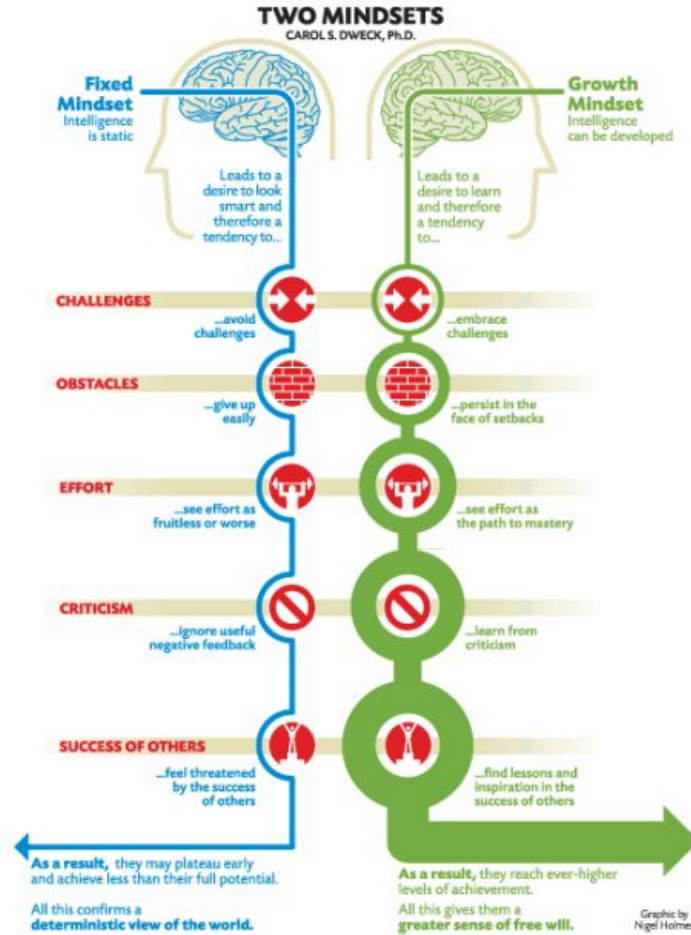 TWO MINDSETS
CAROL S. DWECK, Ph.D.
Fixed
Mindset
Intelligence
is static
Growth
Mindset
Intelligence
can be developed
Leads to a
desire to look
smart and
therefore a
tendency to...
Leads to a
desire to learn
and therefore
a tendency
to...
CHALLENGES
...avoid
challenges
...embrace
challenges
OBSTACLES
...give up
easily
...persist in the
face of setbacks
EFFORT
...see effort as
fruitless or worse
...see effort as
the path to mastery
CRITICISM
...ignore useful
negative feedback
...learn from
criticism
SUCCESS OF OTHERS
...feel threatened
by the success
of others
...find lessons and
inspiration in the
success of others
As a result, they may plateau early
and achieve less than their full potential.
All this confirms a
deterministic view of the world.
As a result, they reach ever-higher
levels of achievement.
All this gives them a
greater sense of free will.
Graphic by
Nigel Holmes